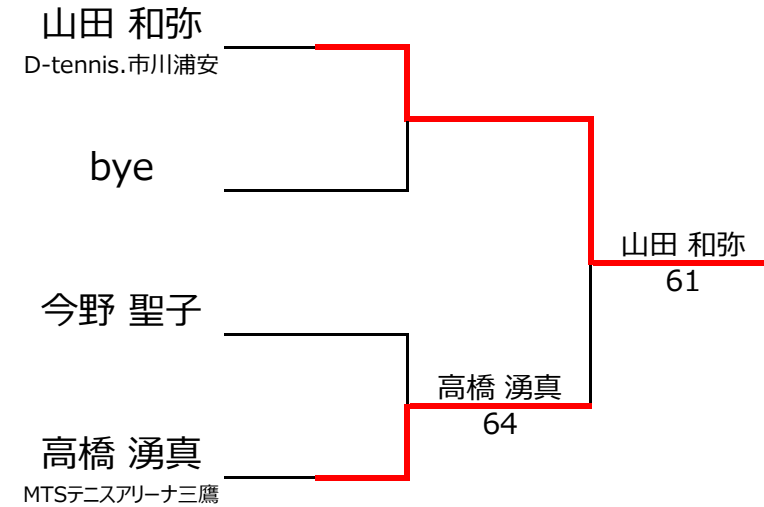 山田 和弥
D-tennis.市川浦安
bye
今野 聖子
高橋 湧真
MTSテニスアリーナ三鷹
高橋 湧真
64
山田 和弥
61